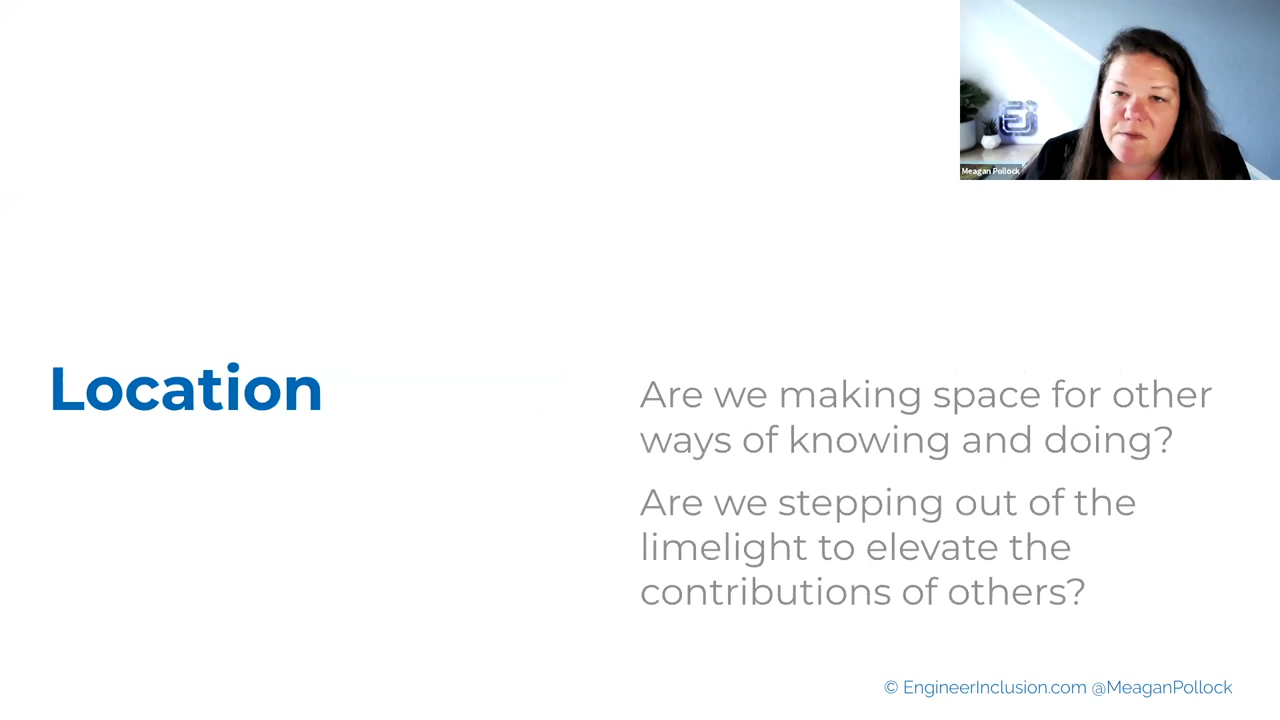 Meagan Pollock
Location
Are we making space for other
ways of knowing and doing?
Are we stepping out of the
limelight to elevate the
contributions of others?
© EngineerInclusion.com @MeaganPollock